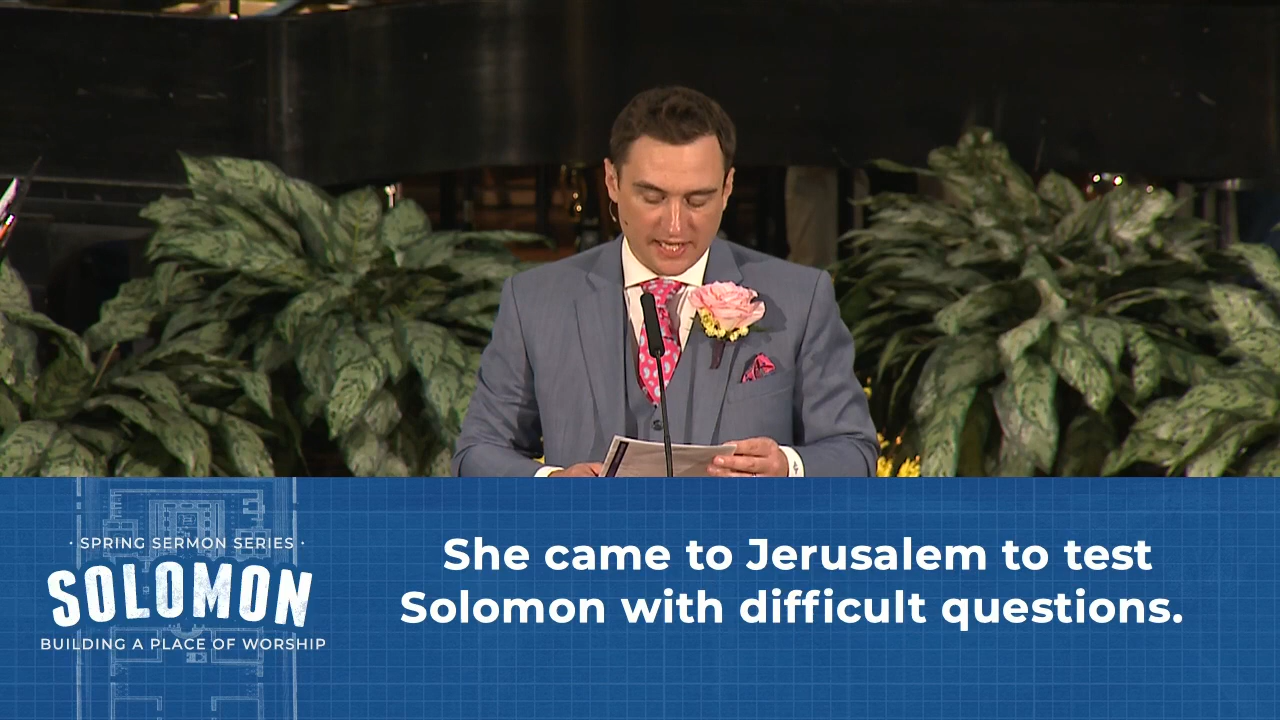 · SPRING SERMON SERIES ·
SOLOMON
BUILDING A PLACE OF WORSHIP
She came to Jerusalem to test
Solomon with difficult questions.